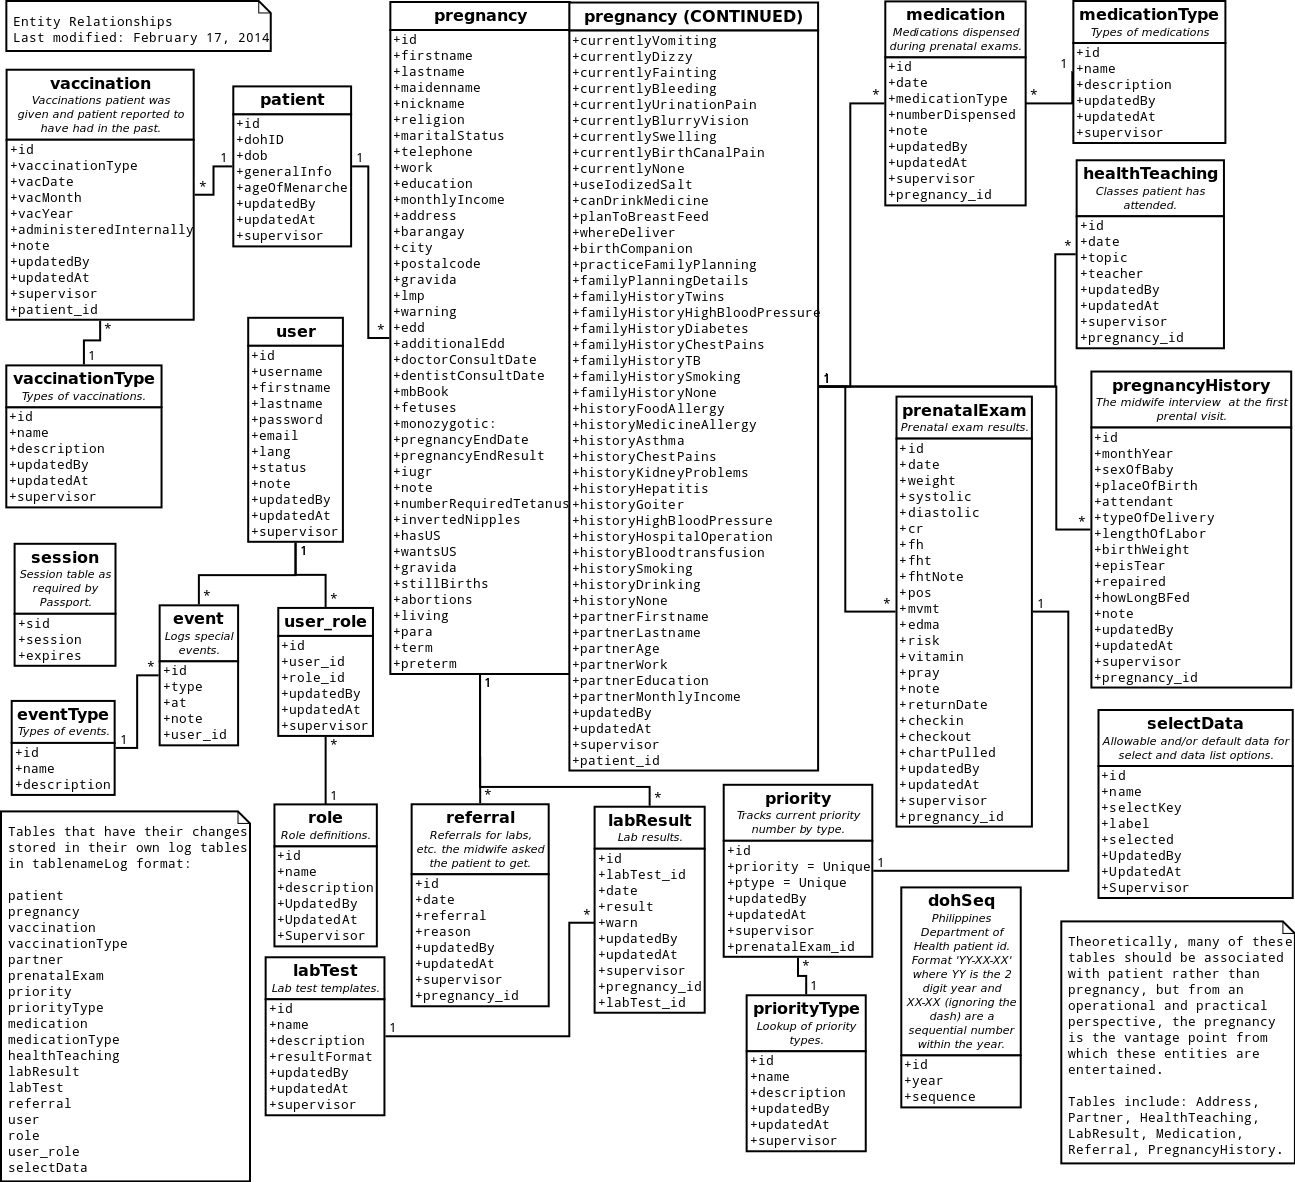 Entity Relationships
Last modified: February 17, 2014
vaccination
Vaccinations patient was
given and patient reported to
have had in the past.
+id
+vaccinationType
+vacDate
+vacMonth
+vacYear
+administeredInternally
+note
+updatedBy
+updatedAt
+supervisor
+patient_id
*
1
vaccinationType
Types of vaccinations.
+id
+name
+description
+updatedBy
+updatedAt
+supervisor
patient
+id
+dohID
+dob
+generalInfo
+ageOfMenarche
+updatedBy
+updatedAt
+supervisor
1
*
1
*
user
+id
+username
+firstname
+lastname
+password
+email
+lang
+status
+note
+updatedBy
+updatedAt
+supervisor
1
*
*
session
Session table as
required by
Passport.
+sid
+session
+expires
event
Logs special
events.
+id
+type
+at
+note
+user_id
*
1
eventType
Types of events.
+id
+name
+description
user_role
+id
+user_id
+role_id
+updatedBy
+updatedAt
+supervisor
*
1
role
Role definitions.
+id
+name
+description
+UpdatedBy
+UpdatedAt
+Supervisor
Tables that have their changes
stored in their own log tables
in tablenameLog format:
patient
pregnancy
vaccination
vaccinationType
partner
prenatalExam
priority
priorityType
medication
medicationType
healthTeaching
labResult
labTest
referral
user
role
user_role
selectData
pregnancy
+id
+firstname
+lastname
+maidenname
+nickname
+religion
+maritalStatus
+telephone
+work
+education
+monthlyIncome
+address
+barangay
+city
+postalcode
+gravida
+lmp
+warning
+edd
+additionalEdd
+doctorConsultDate
+dentistConsultDate
+mbBook
+fetuses
+monozygotic:
+pregnancyEndDate
+pregnancyEndResult
+iugr
+note
+numberRequiredTetanus
+invertedNipples
+hasUS
+wantsUS
+gravida
+stillBirths
+abortions
+living
+para
+term
+preterm
1
*
*
pregnancy (CONTINUED)
+currentlyVomiting
+currentlyDizzy
+currentlyFainting
+currentlyBleeding
+currentlyUrinationPain
+currentlyBlurryVision
+currentlySwelling
+currentlyBirthCanalPain
+currentlyNone
+useIodizedSalt
+canDrinkMedicine
+planToBreastFeed
+whereDeliver
+birthCompanion
+practiceFamilyPlanning
+familyPlanningDetails
+familyHistoryTwins
+familyHistoryHighBloodPressure
+familyHistoryDiabetes
+familyHistoryChestPains
+familyHistoryTB
+familyHistorySmoking
+familyHistoryNone
+historyFoodAllergy
+historyMedicineAllergy
+historyAsthma
+historyChestPains
+historyKidneyProblems
+historyHepatitis
+historyGoiter
+historyHighBloodPressure
+historyHospitalOperation
+historyBloodtransfusion
+historySmoking
+historyDrinking
+historyNone
+partnerFirstname
+partnerLastname
+partnerAge
+partnerWork
+partnerEducation
+partnerMonthlyIncome
+updatedBy
+updatedAt
+supervisor
+patient_id
1
referral
Referrals for labs,
etc. the midwife asked
the patient to get.
+id
+date
+referral
+reason
+updatedBy
+updatedAt
+supervisor
+pregnancy_id
labResult
Lab results.
+id
+labTest_id
+date
+result
+warn
+updatedBy
+updatedAt
+supervisor
+pregnancy_id
+labTest_id
*
1
labTest
Lab test templates.
+id
+name
+description
+resultFormat
+updatedBy
+updatedAt
+supervisor
medication
Medications dispensed
during prenatal exams.
+id
+date
+medicationType
+numberDispensed
+note
+updatedBy
+updatedAt
+supervisor
+pregnancy_id
*
*
1
medicationType
Types of medications
+id
+name
+description
+updatedBy
+updatedAt
+supervisor
healthTeaching
Classes patient has
attended.
+id
+date
+topic
+teacher
+updatedBy
+updatedAt
+supervisor
+pregnancy_id
*
pregnancyHistory
The midwife interview at the first
prental visit.
+id
+monthYear
+sexOfBaby
+placeOfBirth
+attendant
+typeOfDelivery
+lengthOfLabor
+birthWeight
+episTear
+repaired
+howLongBFed
+note
+updatedBy
+updatedAt
+supervisor
+pregnancy_id
*
prenatalExam
Prenatal exam results.
+id
+date
+weight
+systolic
+diastolic
+cr
+fh
+fht
+fhtNote
+pos
+mvmt
+edma
+risk
+vitamin
+pray
+note
+returnDate
+checkin
+checkout
+chartPulled
+updatedBy
+updatedAt
+supervisor
+pregnancy_id
*
1
1
priority
Tracks current priority
number by type.
+id
+priority = Unique
+ptype = Unique
+updatedBy
+updatedAt
+supervisor
+prenatalExam_id
*
1
priorityType
Lookup of priority
types.
+id
+name
+description
+updatedBy
+updatedAt
+supervisor
dohSeq
Philippines
Department of
Health patient id.
Format 'YY-XX-XX'
where YY is the 2
digit year and
XX-XX (ignoring the
dash) are a
sequential number
within the year.
+id
+year
+sequence
selectData
Allowable and/or default data for
select and data list options.
+id
+name
+selectKey
+label
+selected
+UpdatedBy
+UpdatedAt
+Supervisor
Theoretically, many of these
tables should be associated
with patient rather than
pregnancy, but from an
operational and practical
perspective, the pregnancy
is the vantage point from
which these entities are
entertained.
Tables include: Address,
Partner, HealthTeaching,
LabResult, Medication,
Referral, PregnancyHistory.